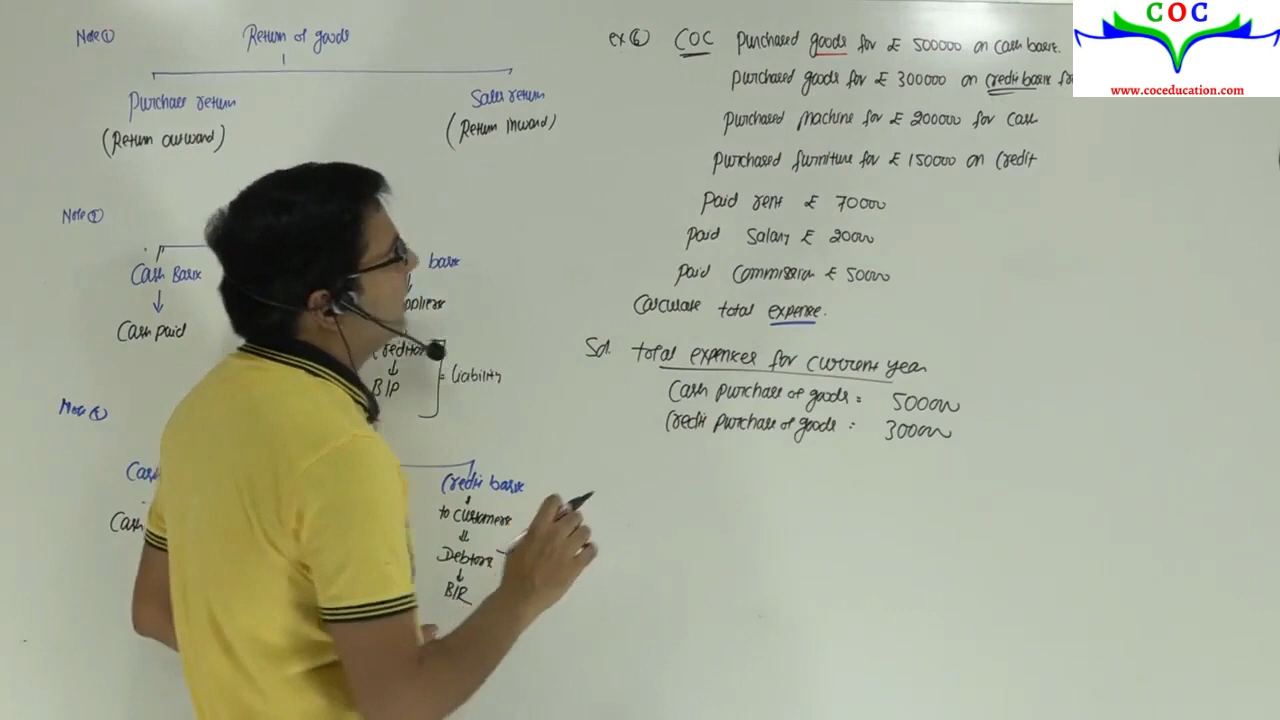 Note ①
Return of goods
Purchase return
(Return outward)
Sales return
(Return inward)
Note ②
Cash Basis
Cash paid
basis
Creditors
B/P
= Liability
Note ③
Cash
Credit basis
to customers
Debtors
B/R
ex ⑥ COC Purchased goods for £ 500000 on cash basis.
Purchased goods for £ 300000 on credit basis
Purchased machine for £ 200000 for cash
Purchased furniture for £ 150000 on credit
Paid rent £ 70000
Paid Salary £ 20000
Paid Commission £ 50000
Calculate total expense.
Sol. total expenses for current year
Cash purchase of goods = 500000
Credit purchase of goods = 300000
COC
www.coceducation.com